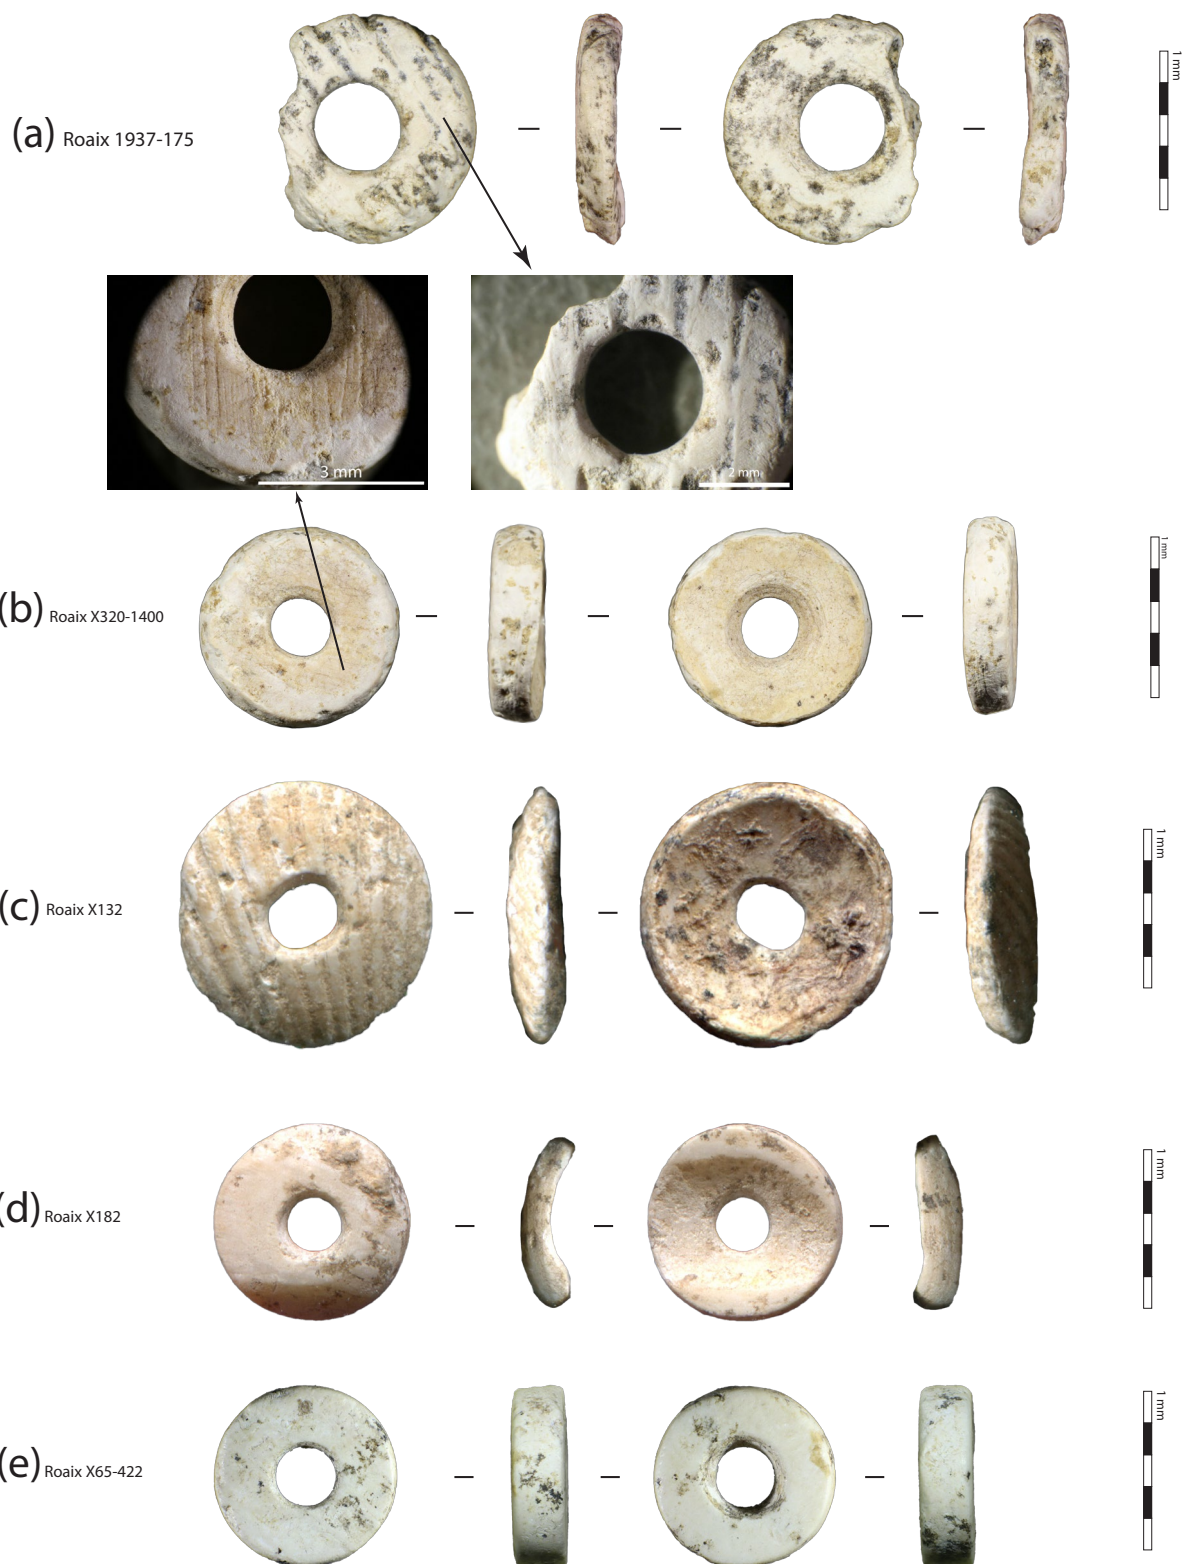 (a) Roaix 1937-175
1 mm
3 mm
2 mm
(b) Roaix X320-1400
1 mm
(c) Roaix X132
1 mm
(d) Roaix X182
1 mm
(e) Roaix X65-422
1 mm